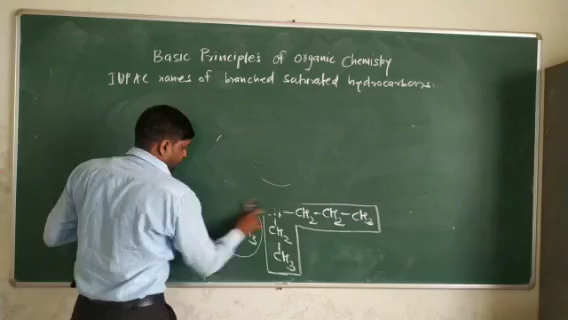 Basic Principles of Organic Chemistry
IUPAC names of branched saturated hydrocarbons.
-CH2-CH2-CH3
CH2
CH3